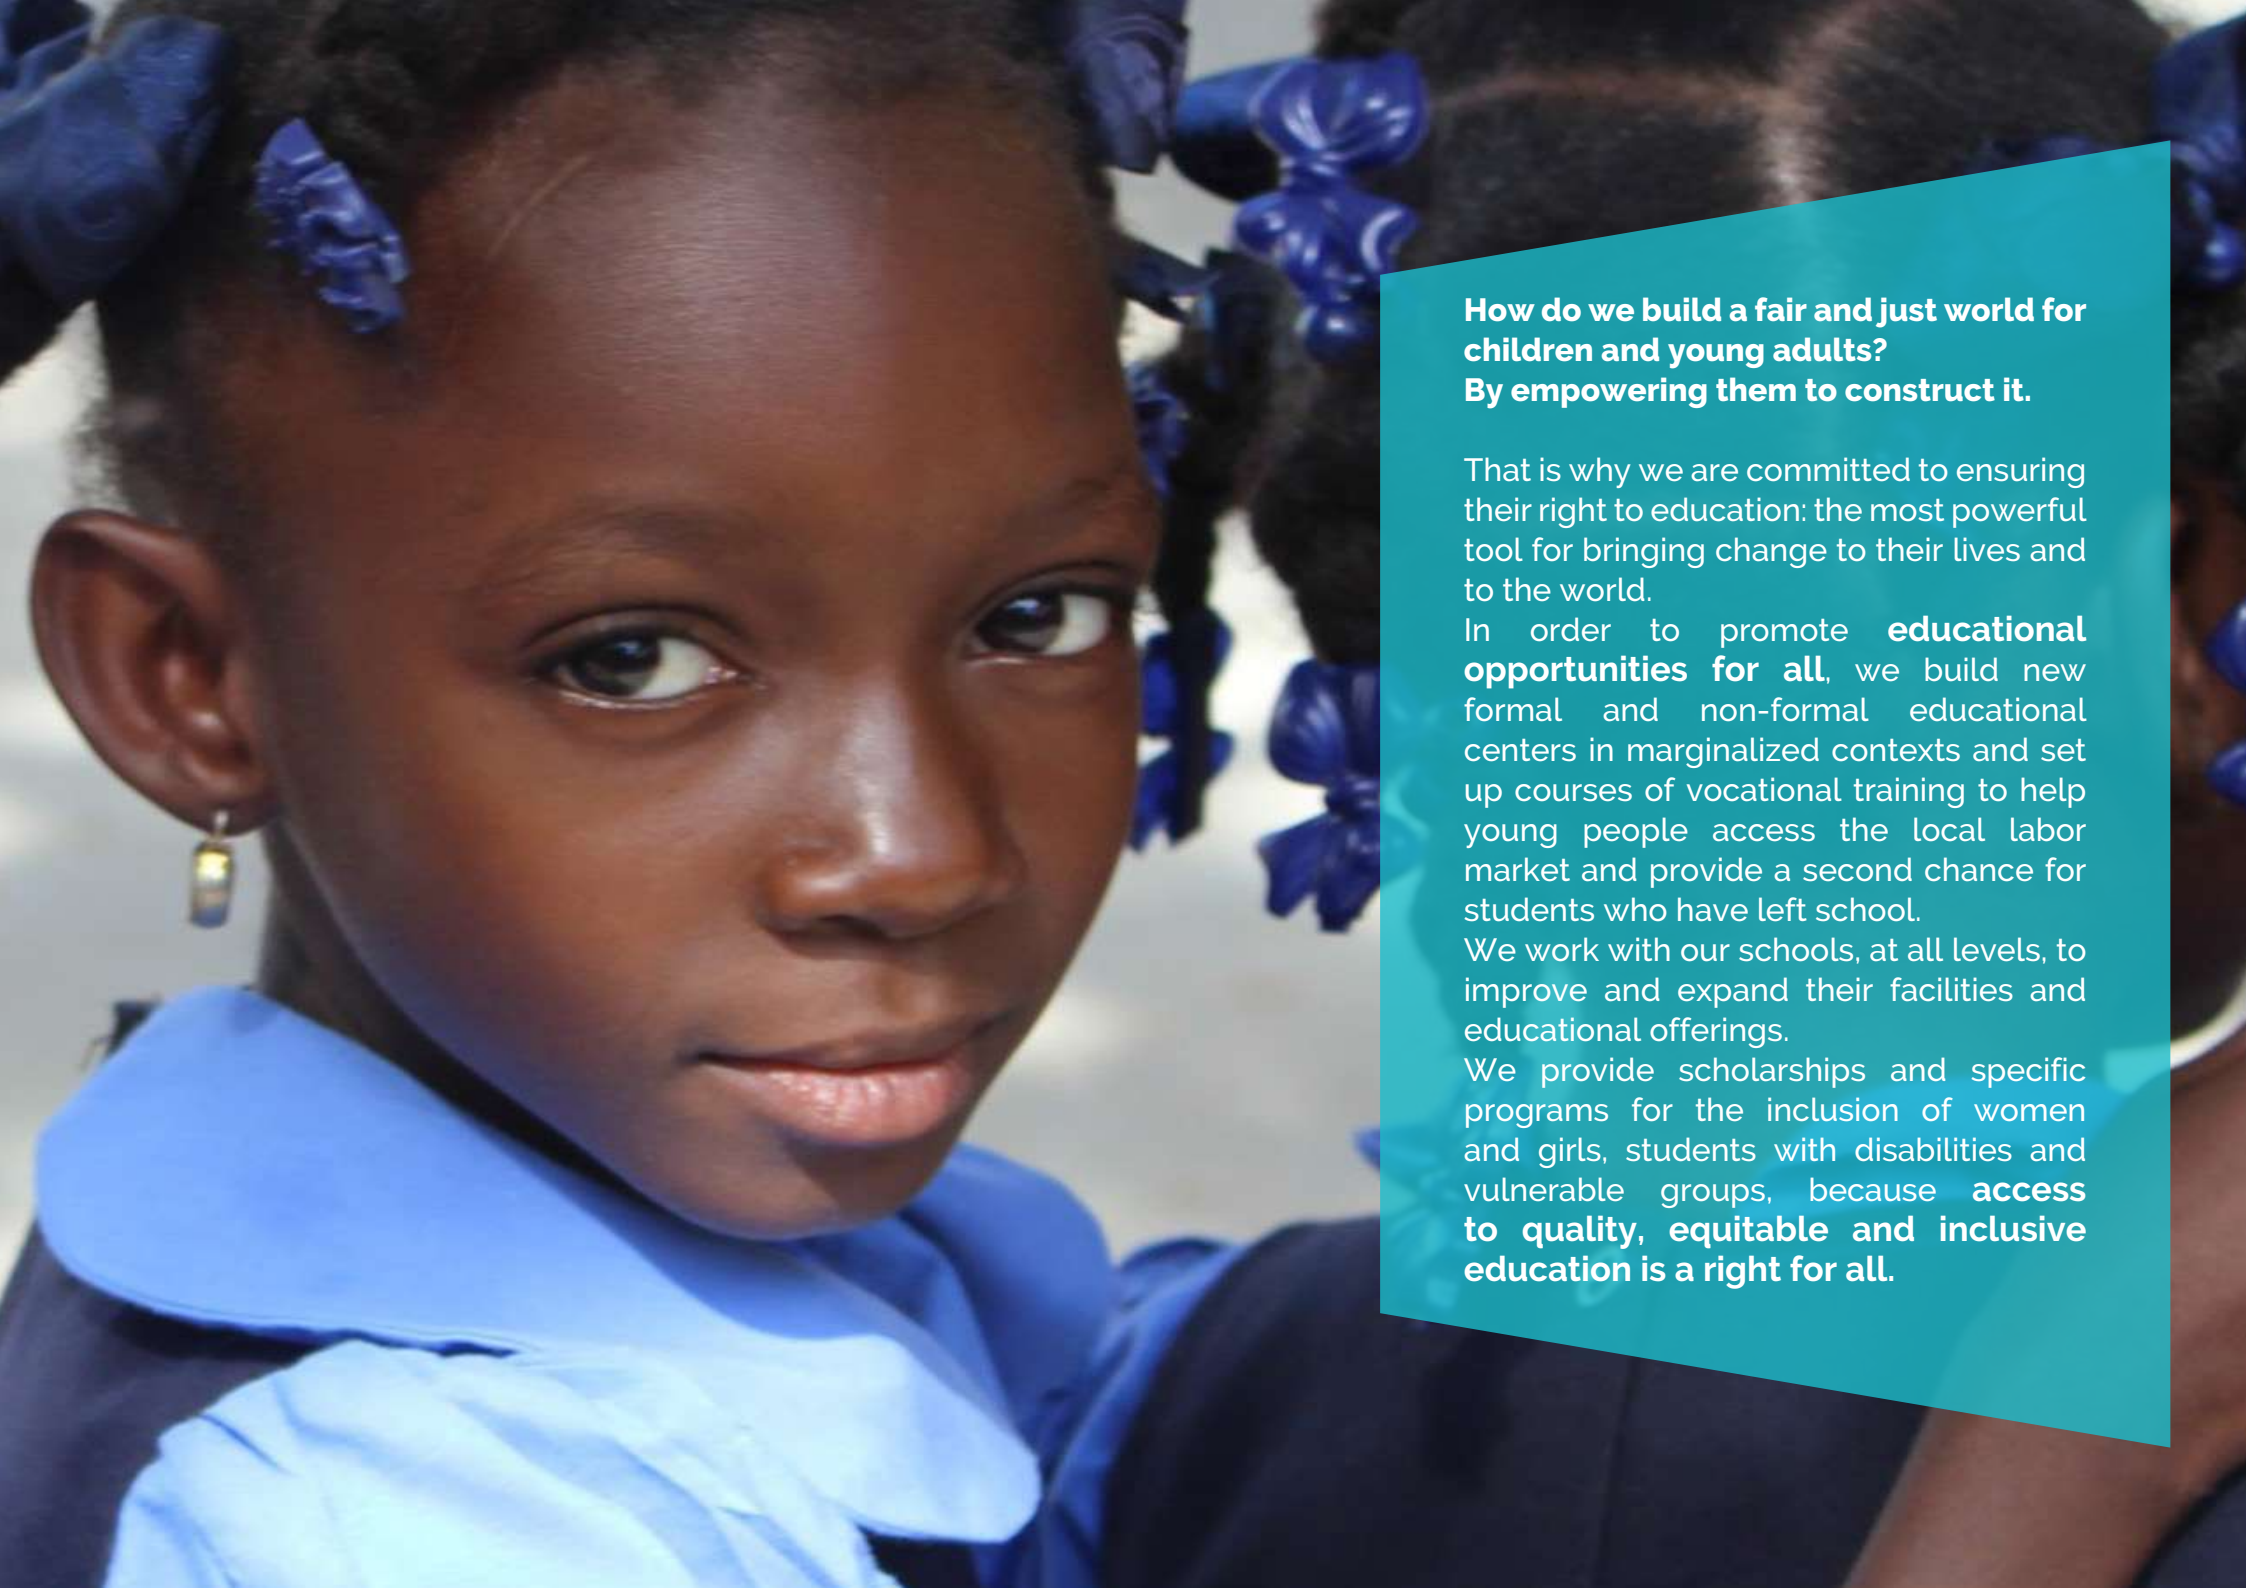 How do we build a fair and just world for
children and young adults?
By empowering them to construct it.
That is why we are committed to ensuring
their right to education: the most powerful
tool for bringing change to their lives and
to the world.
In order to promote educational
opportunities for all, we build new
formal and non-formal educational
centers in marginalized contexts and set
up courses of vocational training to help
young people access the local labor
market and provide a second chance for
students who have left school.
We work with our schools, at all levels, to
improve and expand their facilities and
educational offerings.
We provide scholarships and specific
programs for the inclusion of women
and girls, students with disabilities and
vulnerable groups, because access
to quality, equitable and inclusive
education is a right for all.